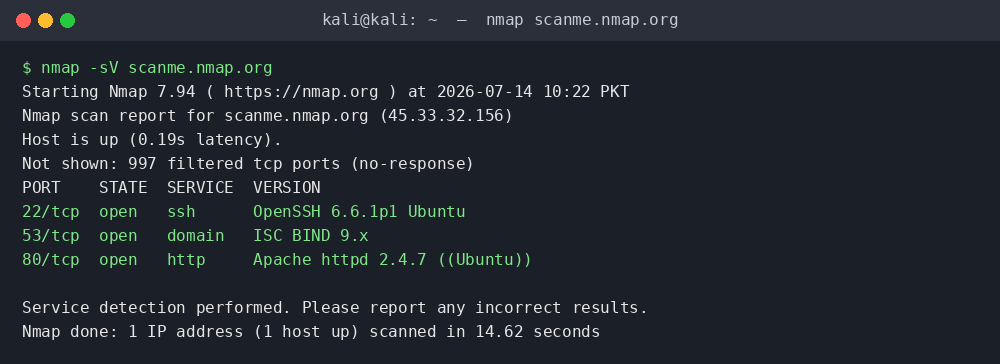 kali@kali: ~  —  nmap scanme.nmap.org
$ nmap -sV scanme.nmap.org
Starting Nmap 7.94 ( https://nmap.org ) at 2026-07-14 10:22 PKT
Nmap scan report for scanme.nmap.org (45.33.32.156)
Host is up (0.19s latency).
Not shown: 997 filtered tcp ports (no-response)
PORT    STATE  SERVICE  VERSION
22/tcp  open   ssh      OpenSSH 6.6.1p1 Ubuntu
53/tcp  open   domain   ISC BIND 9.x
80/tcp  open   http     Apache httpd 2.4.7 ((Ubuntu))
Service detection performed. Please report any incorrect results.
Nmap done: 1 IP address (1 host up) scanned in 14.62 seconds